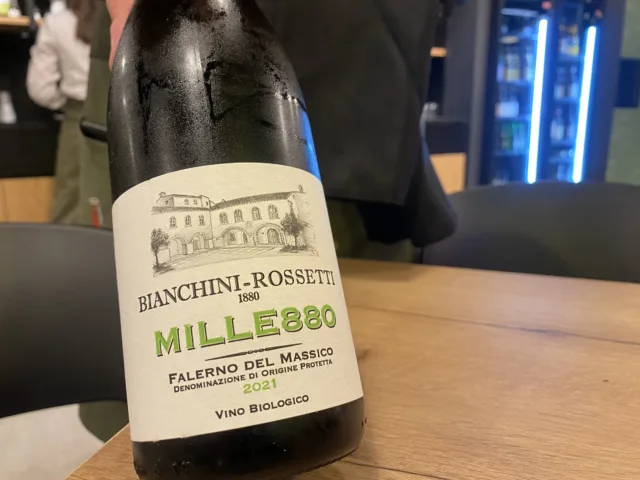 BIANCHINI-ROSSETTI
1880
MILLE880
FALERNO DEL MASSICO
DENOMINAZIONE DI ORIGINE PROTETTA
2021
VINO BIOLOGICO